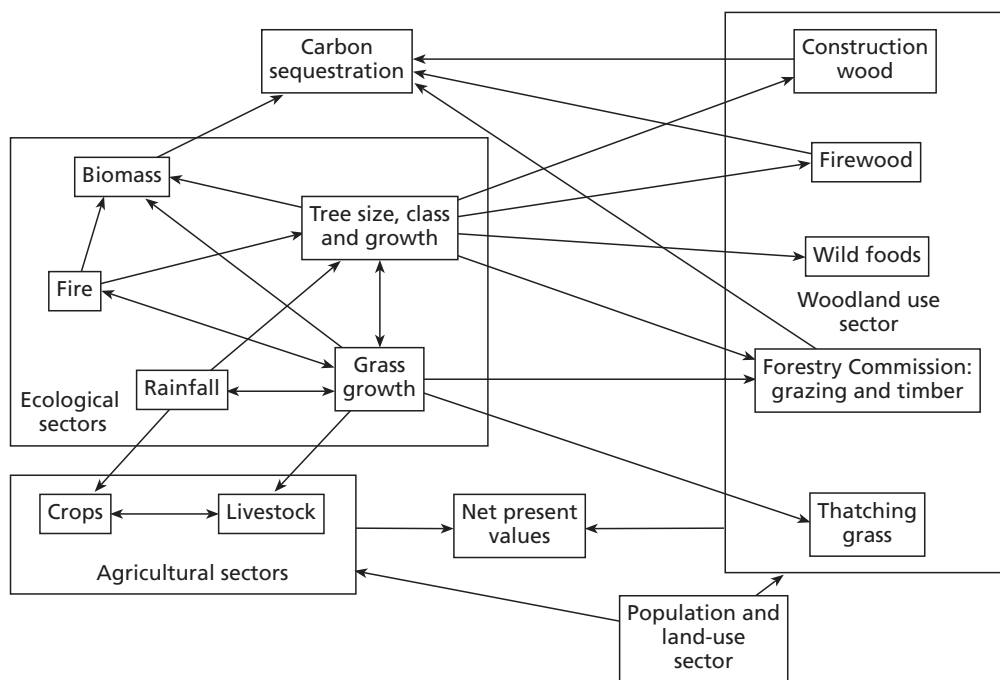 Carbon
sequestration
Construction
wood
Biomass
Firewood
Tree size, class
and growth
Wild foods
Fire
Woodland use
sector
Grass
growth
Forestry Commission:
grazing and timber
Rainfall
Ecological
sectors
Crops
Livestock
Net present
values
Thatching
grass
Agricultural sectors
Population and
land-use
sector